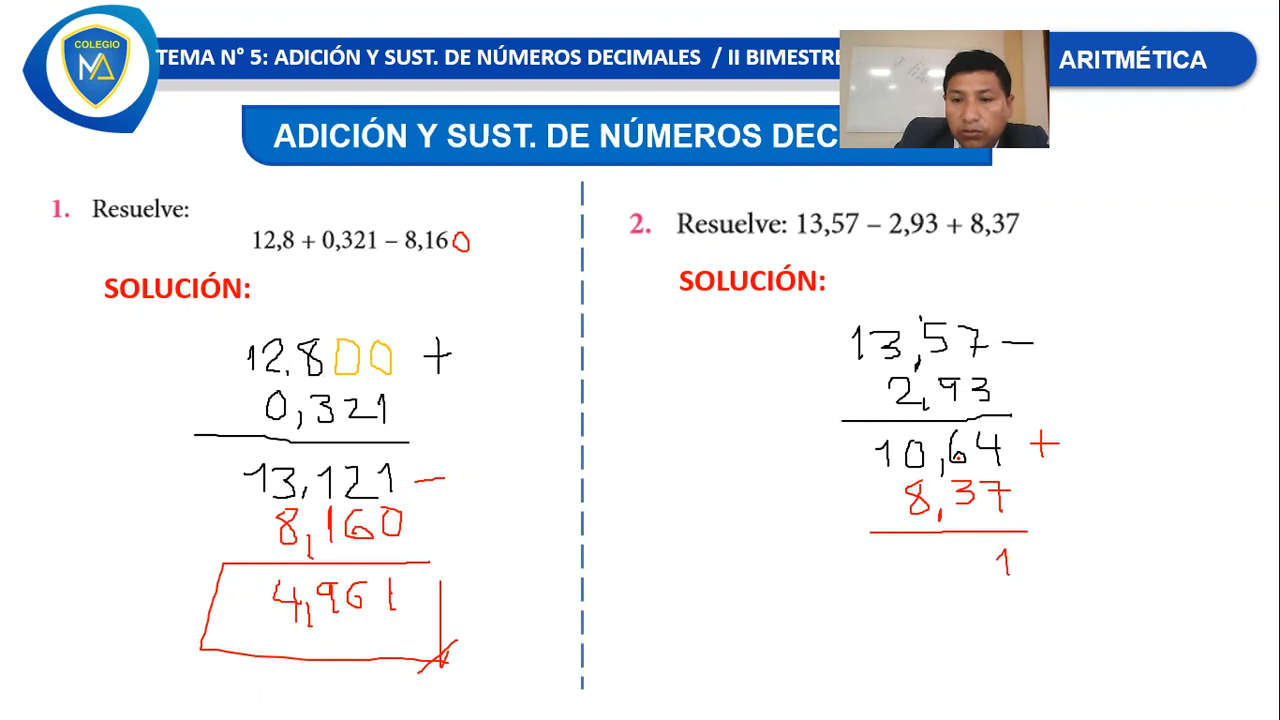 COLEGIO
MA
TEMA N° 5: ADICIÓN Y SUST. DE NÚMEROS DECIMALES / II BIMESTRE
ARITMÉTICA
ADICIÓN Y SUST. DE NÚMEROS DEC
1. Resuelve:
12,8 + 0,321 – 8,160
SOLUCIÓN:
12,800 +
0,321
13,121 –
8,160
4,961
2. Resuelve: 13,57 – 2,93 + 8,37
SOLUCIÓN:
13,57 –
2,93
10,64 +
8,37
1